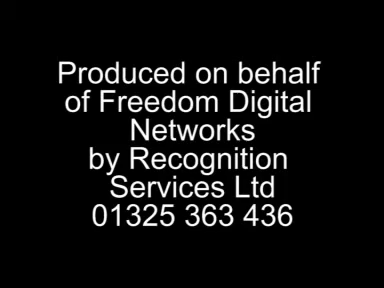 Produced on behalf
of Freedom Digital
Networks
by Recognition
Services Ltd
01325 363 436